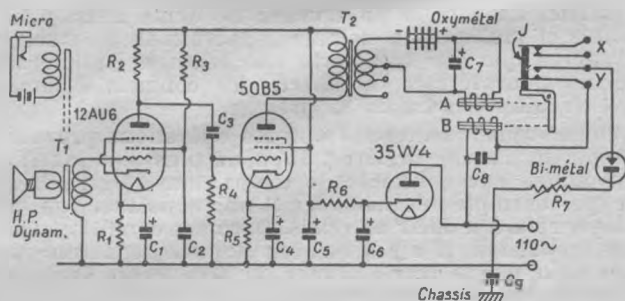 Micro
T1
H.P.
Dynam.
12AU6
R2
R3
R1
C1
C2
C3
R4
50B5
R5
C4
C5
R6
C6
35W4
T2
Oxymétal
- +
+
C7
A
B
C8
J
X
Y
Bi-métal
R7
110~
C9
Chassis
+
+
+
+